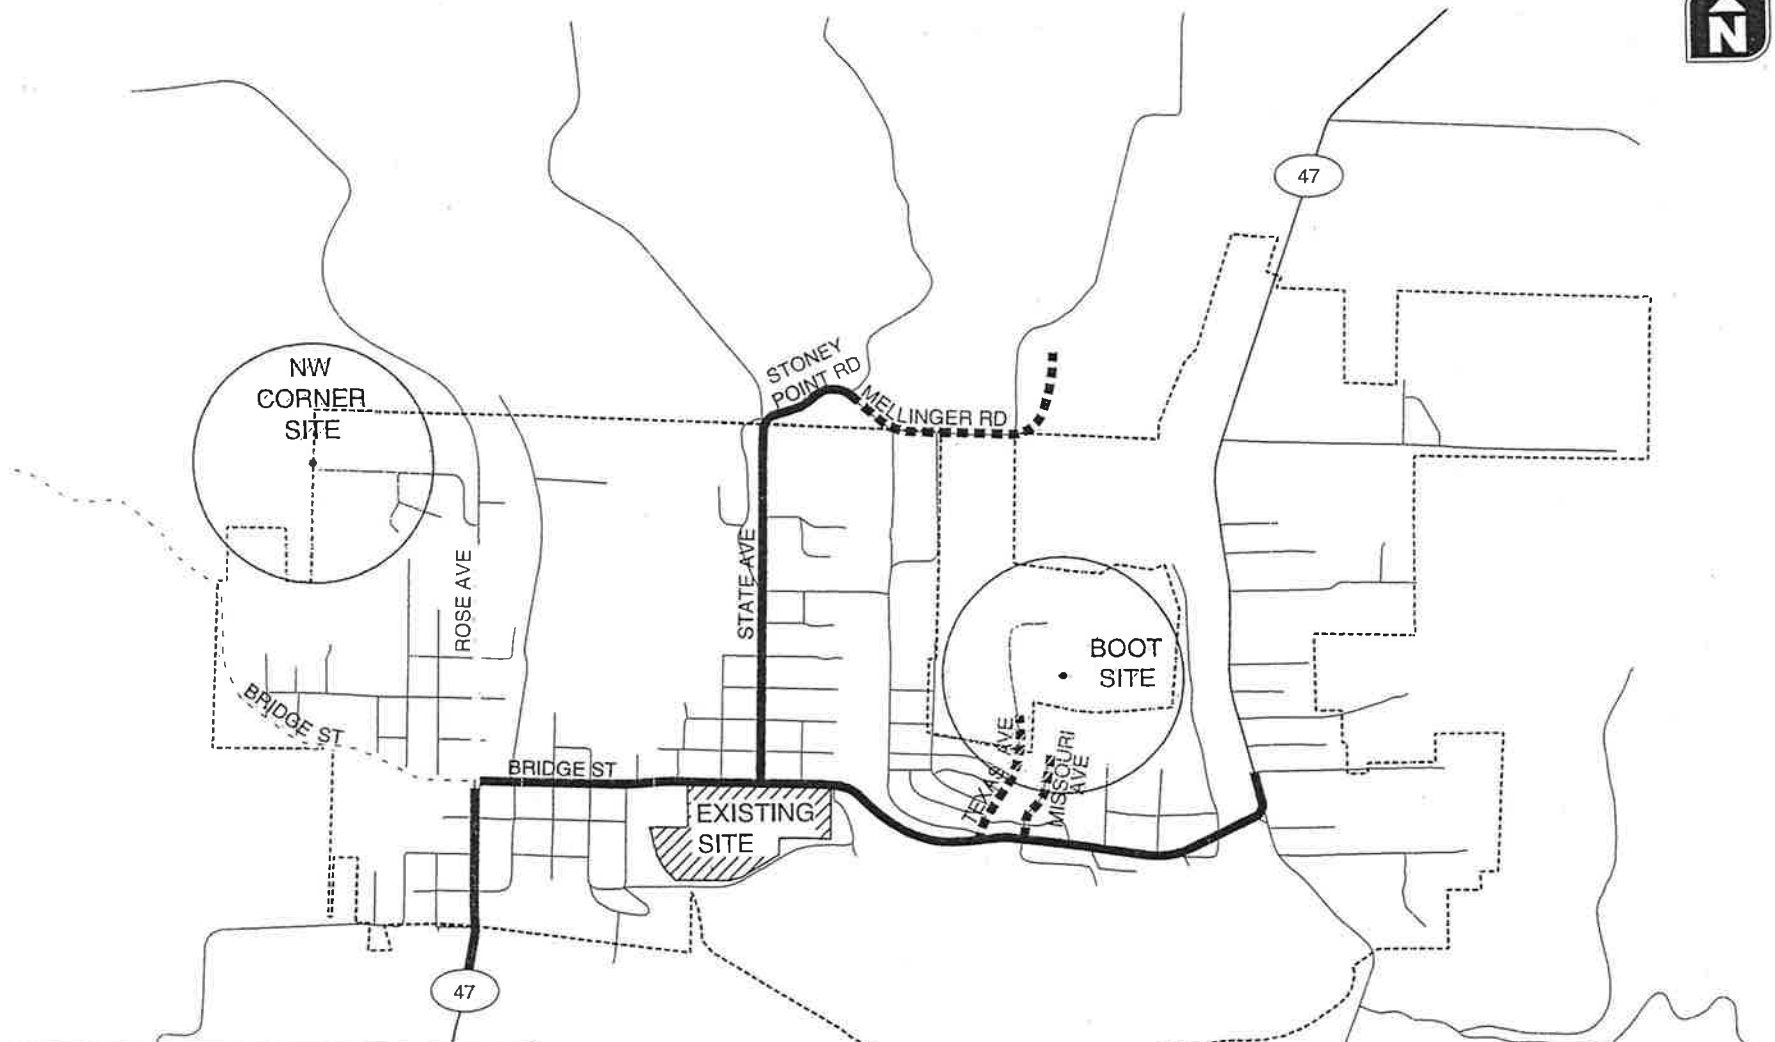 N
47
NW
CORNER
SITE
STONEY
POINT RD
MELLINGER RD
ROSE AVE
STATE AVE
BOOT
SITE
BRIDGE ST
BRIDGE ST
TEXAS AVE
MISSOURI
AVE
EXISTING
SITE
47